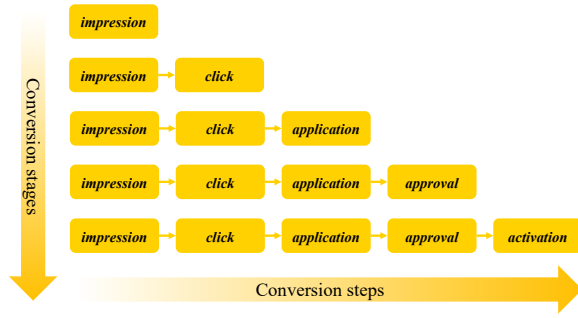 impression
impression click
impression click application
impression click application approval
impression click application approval activation
Conversion stages
Conversion steps